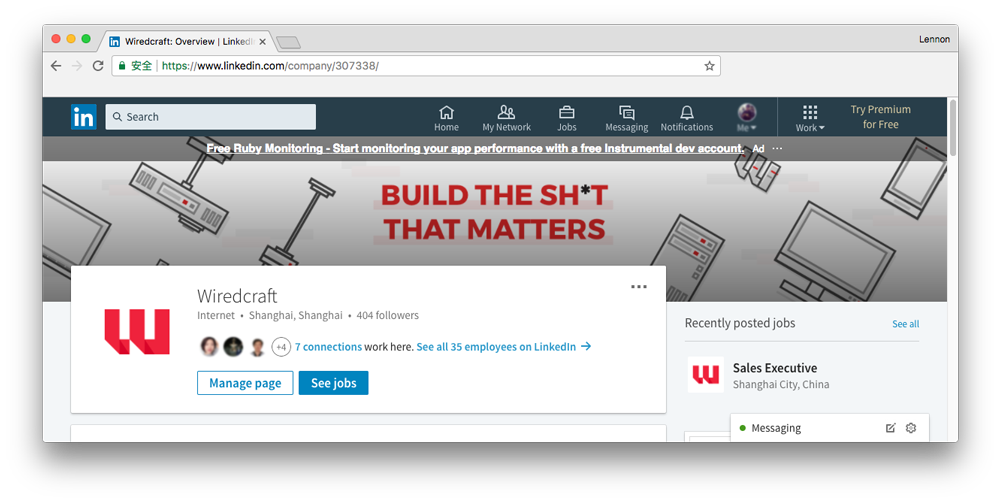 Wiredcraft: Overview | LinkedIn
Lennon
安全 | https://www.linkedin.com/company/307338/
in
Search
Home
My Network
Jobs
Messaging
Notifications
Me
Work
Try Premium
for Free
Free Ruby Monitoring - Start monitoring your app performance with a free Instrumental dev account.
Ad
BUILD THE SH*T
THAT MATTERS
Wiredcraft
Internet • Shanghai, Shanghai • 404 followers
+4 7 connections work here. See all 35 employees on LinkedIn
Manage page
See jobs
Recently posted jobs
See all
Sales Executive
Shanghai City, China
Messaging